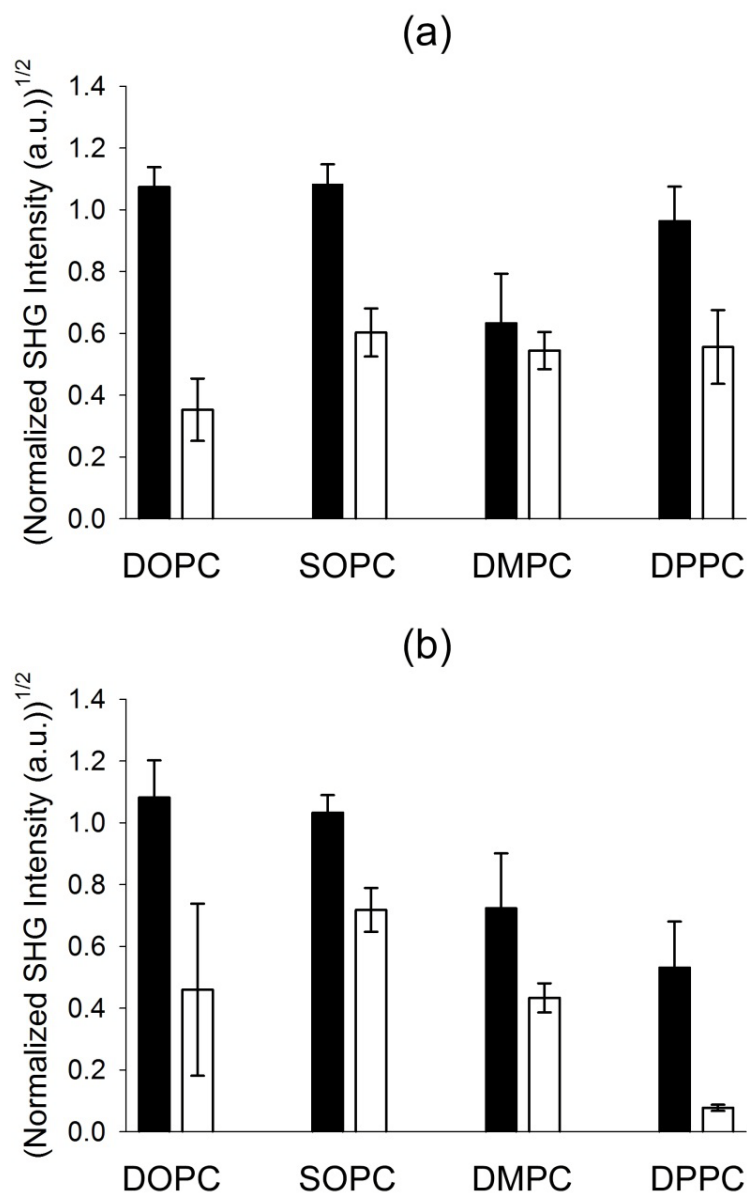 (a)
(Normalized SHG Intensity (a.u.))^1/2
1.4
1.2
1.0
0.8
0.6
0.4
0.2
0.0
DOPC SOPC DMPC DPPC
(b)
(Normalized SHG Intensity (a.u.))^1/2
1.4
1.2
1.0
0.8
0.6
0.4
0.2
0.0
DOPC SOPC DMPC DPPC